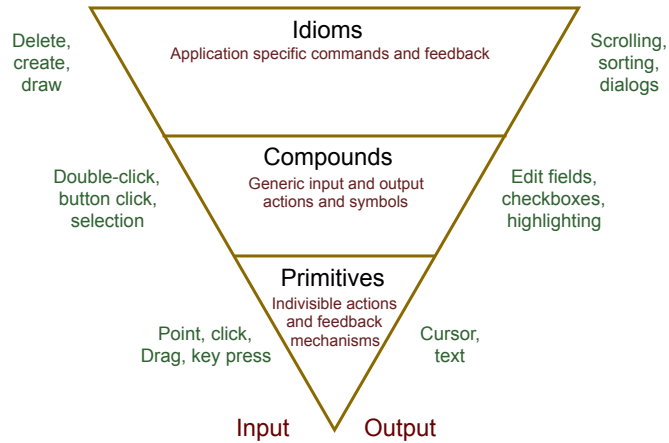 Idioms
Application specific commands and feedback
Delete,
create,
draw
Scrolling,
sorting,
dialogs
Compounds
Generic input and output
actions and symbols
Double-click,
button click,
selection
Edit fields,
checkboxes,
highlighting
Primitives
Indivisible actions
and feedback
mechanisms
Point, click,
Drag, key press
Cursor,
text
Input
Output